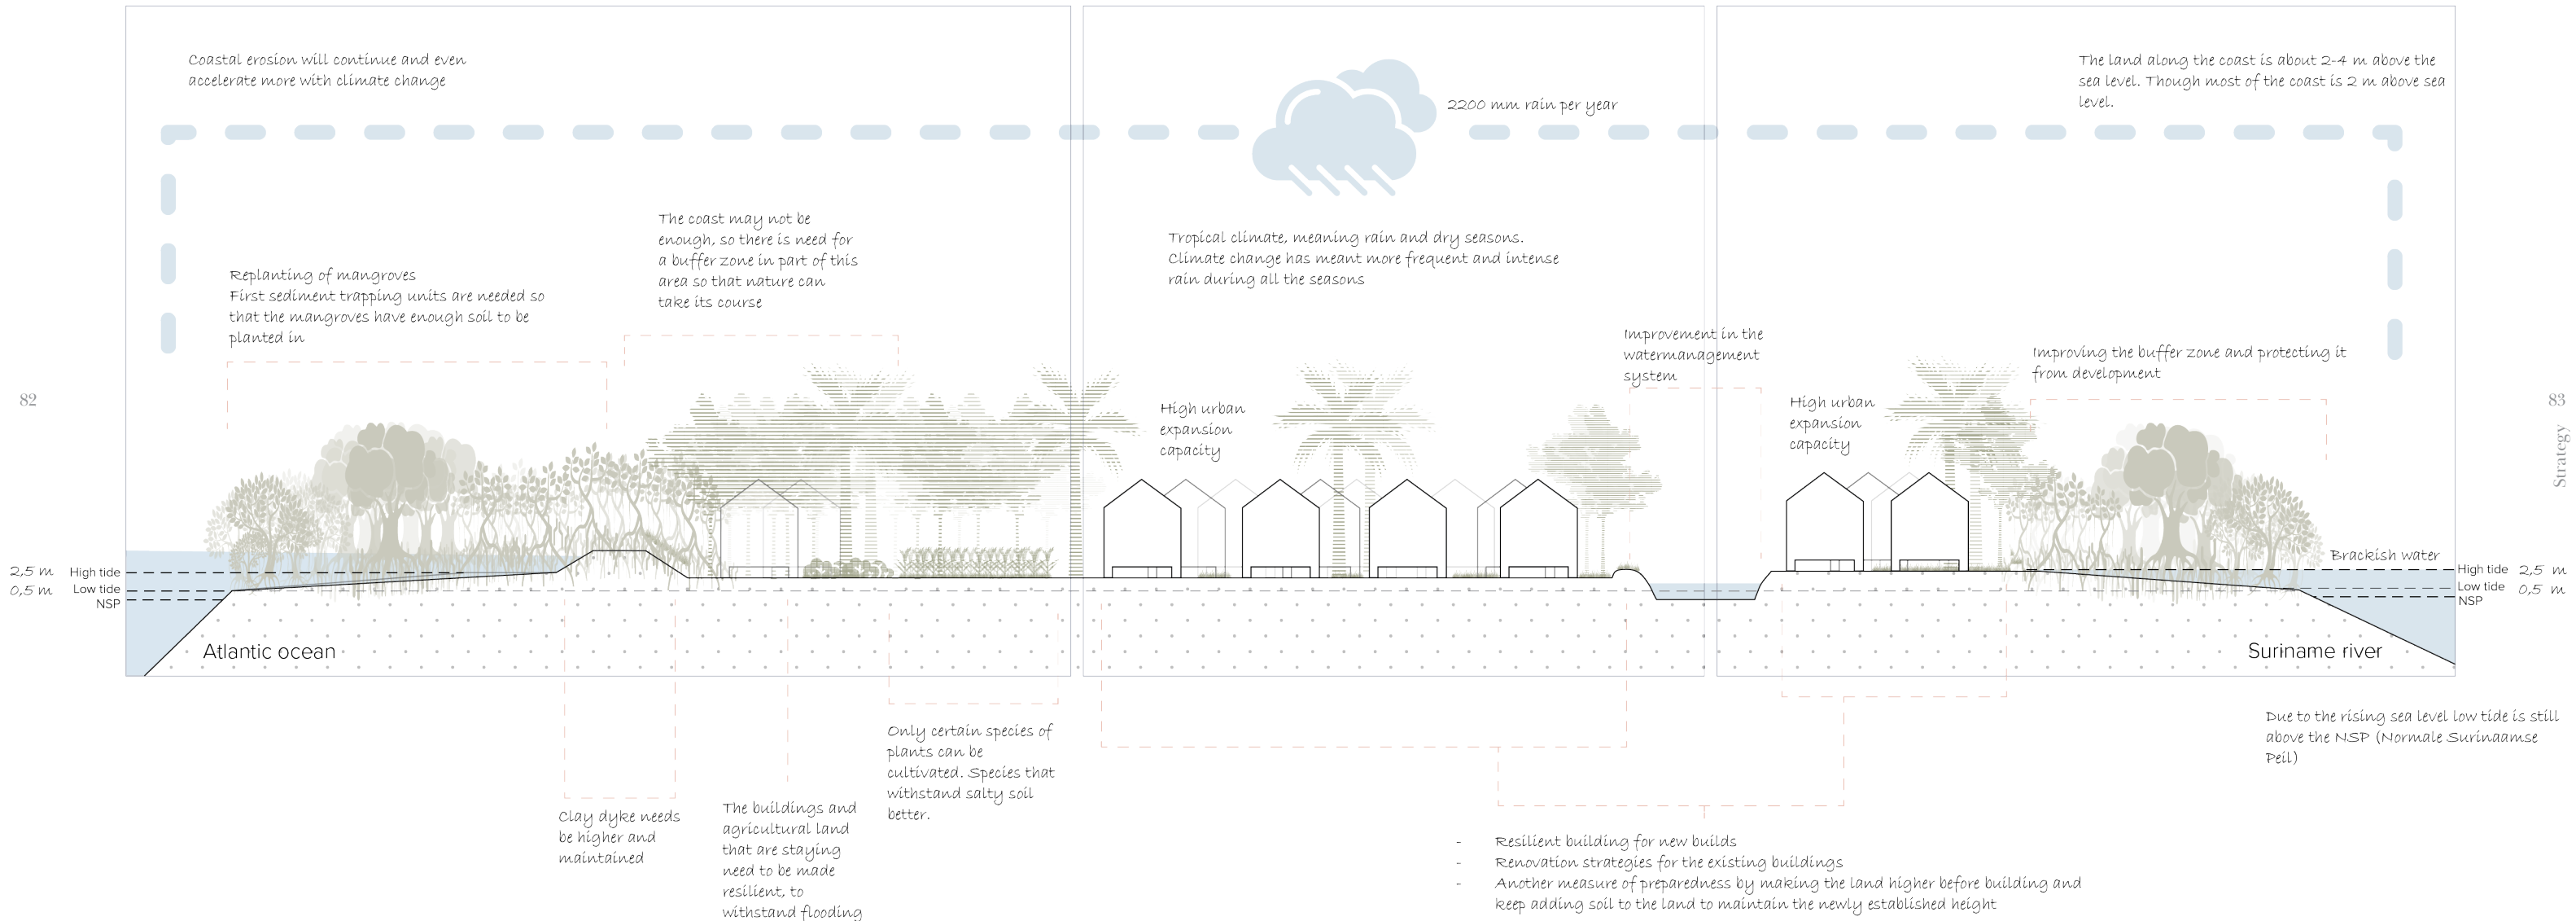 Coastal erosion will continue and even
accelerate more with climate change
2200 mm rain per year
The land along the coast is about 2-4 m above the
sea level. Though most of the coast is 2 m above sea
level.
The coast may not be
enough, so there is need for
a buffer zone in part of this
area so that nature can
take its course
Replanting of mangroves
First sediment trapping units are needed so
that the mangroves have enough soil to be
planted in
Tropical climate, meaning rain and dry seasons.
Climate change has meant more frequent and intense
rain during all the seasons
Improvement in the
watermanagement
system
Improving the buffer zone and protecting it
from development
82
83
Strategy
High urban
expansion
capacity
High urban
expansion
capacity
Brackish water
2,5 m High tide
0,5 m Low tide
NSP
High tide 2,5 m
Low tide 0,5 m
NSP
Atlantic ocean
Suriname river
Clay dyke needs
be higher and
maintained
The buildings and
agricultural land
that are staying
need to be made
resilient, to
withstand flooding
Only certain species of
plants can be
cultivated. Species that
withstand salty soil
better.
- Resilient building for new builds
- Renovation strategies for the existing buildings
- Another measure of preparedness by making the land higher before building and
keep adding soil to the land to maintain the newly established height
Due to the rising sea level low tide is still
above the NSP (Normale Surinaamse
Peil)